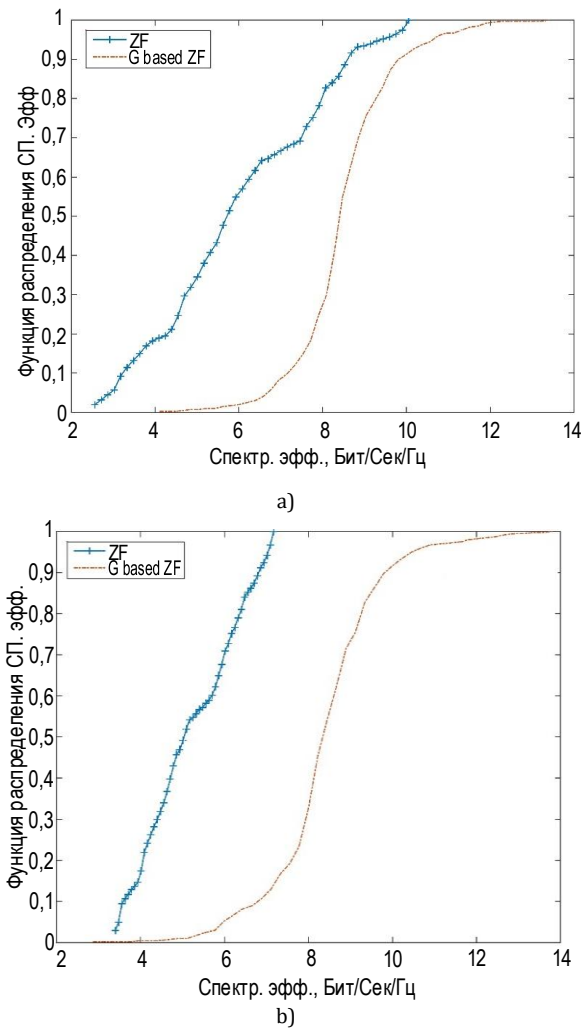 1
0,9
0,8
0,7
0,6
0,5
0,4
0,3
0,2
0,1
0
Функция распределения СП. Эфф
ZF
G based ZF
2 4 6 8 10 12 14
Спектр. эфф., Бит/Сек/Гц
a)
1
0,9
0,8
0,7
0,6
0,5
0,4
0,3
0,2
0,1
0
Функция распределения СП. эфф.
ZF
G based ZF
2 4 6 8 10 12 14
Спектр. эфф., Бит/Сек/Гц
b)